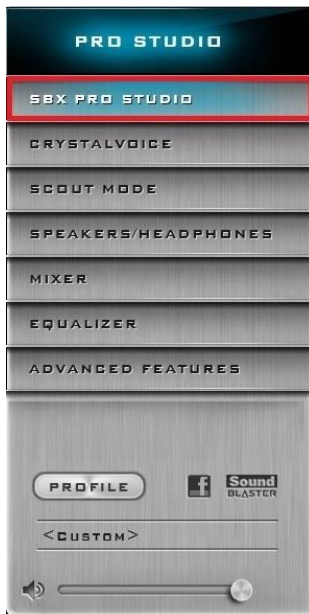 PRO STUDIO
SBX PRO STUDIO
CRYSTALVOICE
SCOUT MODE
SPEAKERS/HEADPHONES
MIXER
EQUALIZER
ADVANCED FEATURES
PROFILE
f
Sound
BLASTER
<Custom>